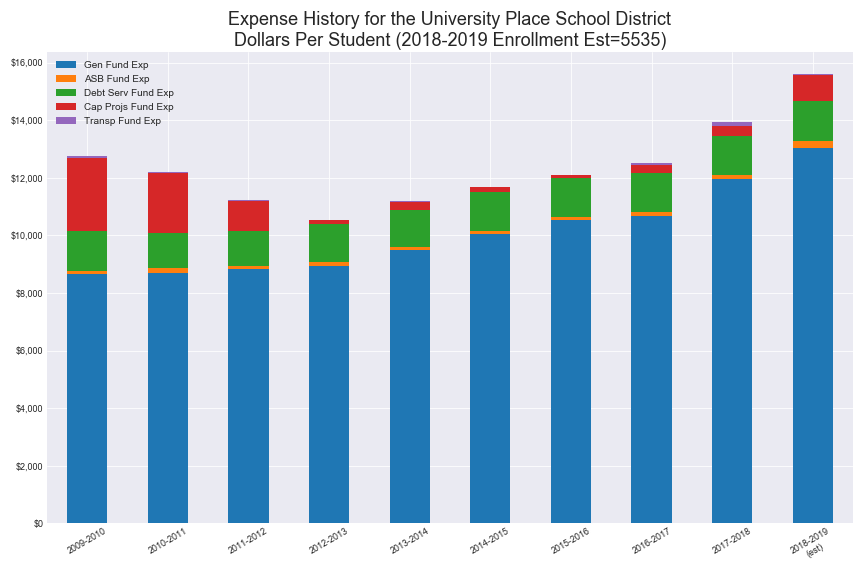 Expense History for the University Place School District
Dollars Per Student (2018-2019 Enrollment Est=5535)
Gen Fund Exp
ASB Fund Exp
Debt Serv Fund Exp
Cap Projs Fund Exp
Transp Fund Exp
$16,000
$14,000
$12,000
$10,000
$8,000
$6,000
$4,000
$2,000
$0
2009-2010
2010-2011
2011-2012
2012-2013
2013-2014
2014-2015
2015-2016
2016-2017
2017-2018
2018-2019
(est)